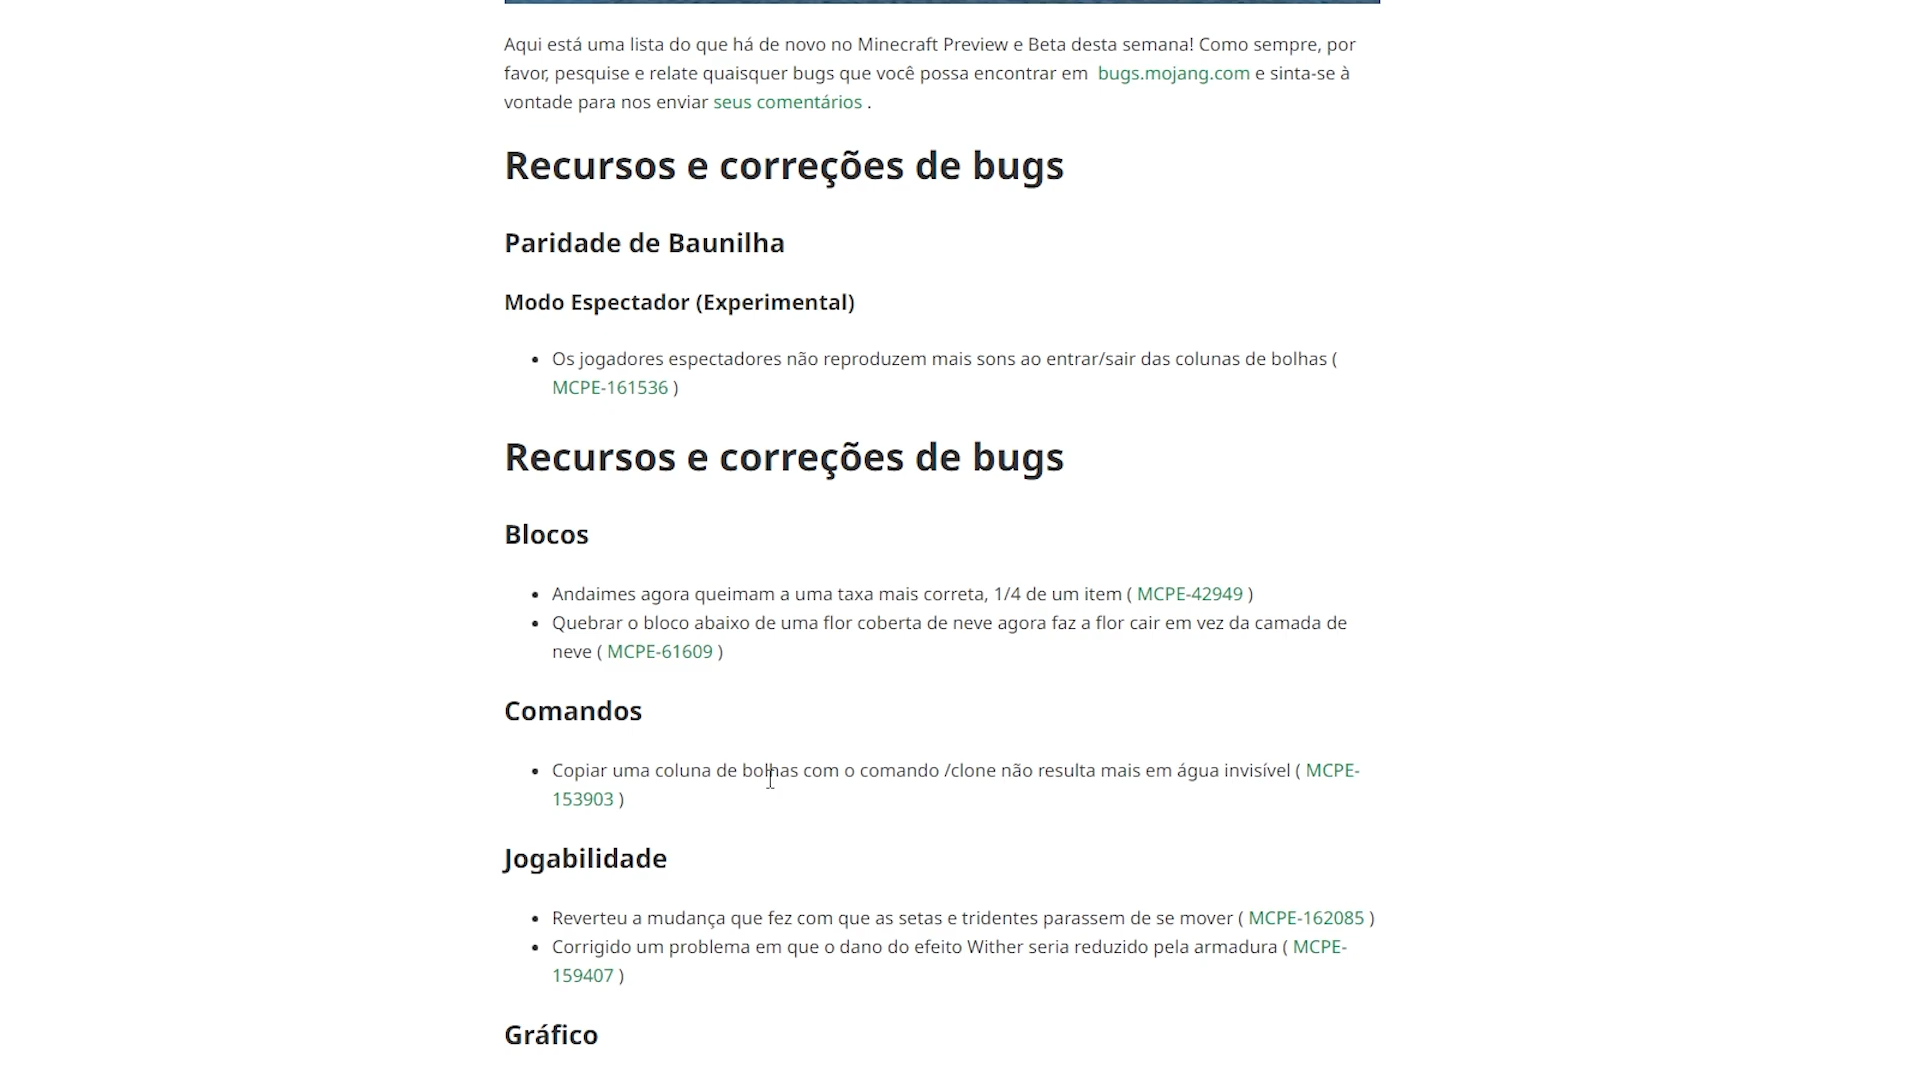 Aqui está uma lista do que há de novo no Minecraft Preview e Beta desta semana! Como sempre, por
favor, pesquise e relate quaisquer bugs que você possa encontrar em bugs.mojang.com e sinta-se à
vontade para nos enviar seus comentários .
Recursos e correções de bugs
Paridade de Baunilha
Modo Espectador (Experimental)
• Os jogadores espectadores não reproduzem mais sons ao entrar/sair das colunas de bolhas (
MCPE-161536 )
Recursos e correções de bugs
Blocos
• Andaimes agora queimam a uma taxa mais correta, 1/4 de um item ( MCPE-42949 )
• Quebrar o bloco abaixo de uma flor coberta de neve agora faz a flor cair em vez da camada de
neve ( MCPE-61609 )
Comandos
• Copiar uma coluna de bolhas com o comando /clone não resulta mais em água invisível ( MCPE-
153903 )
Jogabilidade
• Reverteu a mudança que fez com que as setas e tridentes parassem de se mover ( MCPE-162085 )
• Corrigido um problema em que o dano do efeito Wither seria reduzido pela armadura ( MCPE-
159407 )
Gráfico